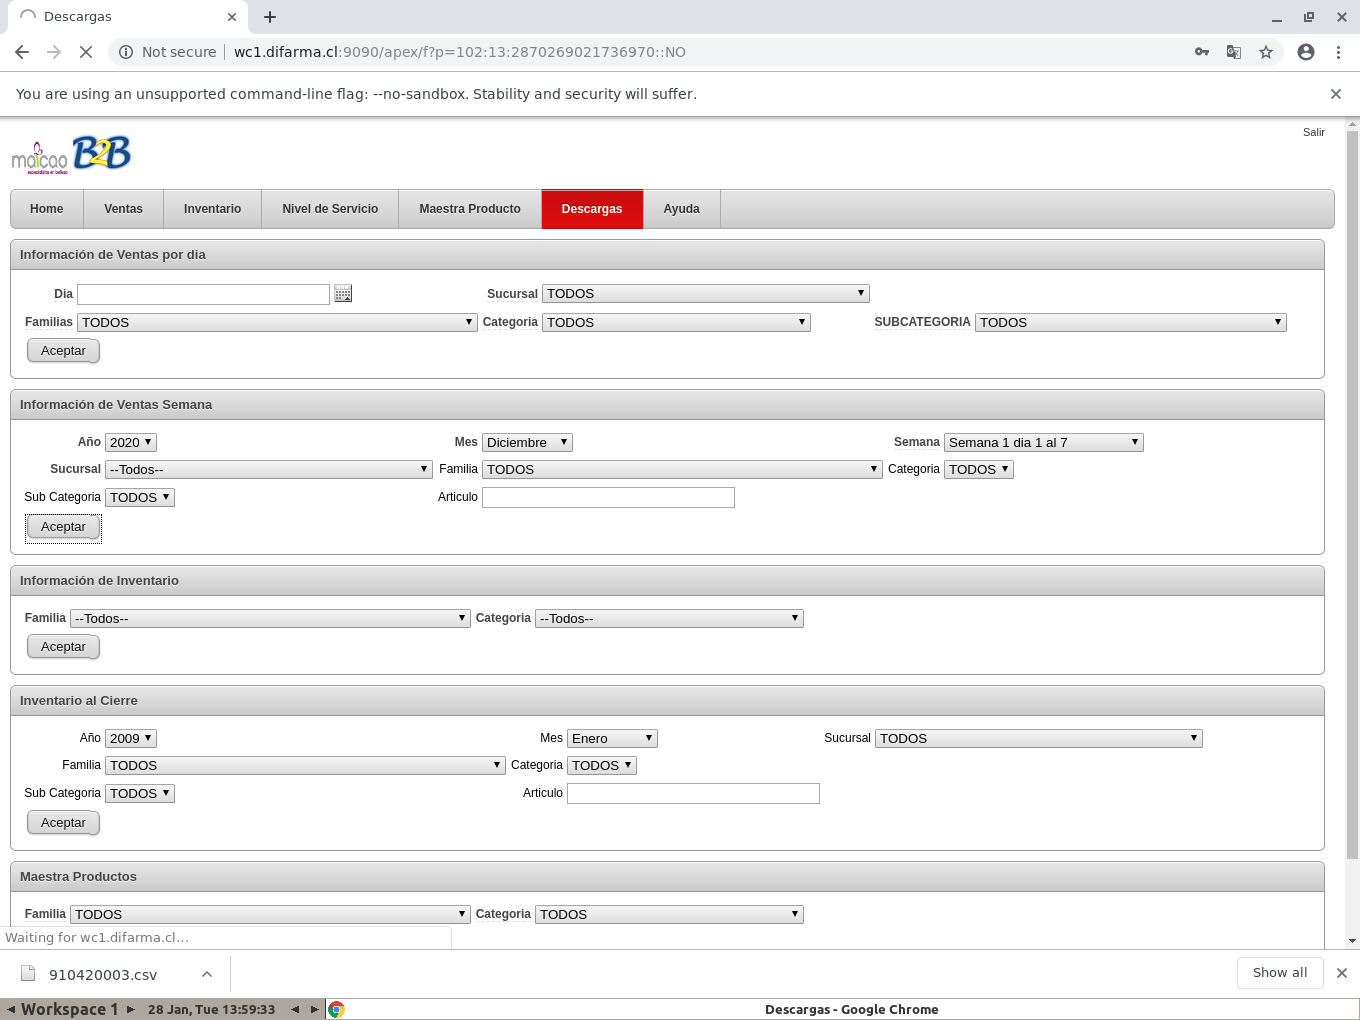 Descargas
Not secure wc1.difarma.cl:9090/apex/f?p=102:13:2870269021736970::NO
You are using an unsupported command-line flag: --no-sandbox. Stability and security will suffer.
Salir
maicao B2B
especialista en belleza
Home Ventas Inventario Nivel de Servicio Maestra Producto Descargas Ayuda
Información de Ventas por dia
Dia Sucursal TODOS
Familias TODOS Categoria TODOS SUBCATEGORIA TODOS
Aceptar
Información de Ventas Semana
Año 2020 Mes Diciembre Semana Semana 1 dia 1 al 7
Sucursal --Todos-- Familia TODOS Categoria TODOS
Sub Categoria TODOS Articulo
Aceptar
Información de Inventario
Familia --Todos-- Categoria --Todos--
Aceptar
Inventario al Cierre
Año 2009 Mes Enero Sucursal TODOS
Familia TODOS Categoria TODOS
Sub Categoria TODOS Articulo
Aceptar
Maestra Productos
Familia TODOS Categoria TODOS
Waiting for wc1.difarma.cl...
910420003.csv Show all
Workspace 1 28 Jan, Tue 13:59:33 Descargas - Google Chrome